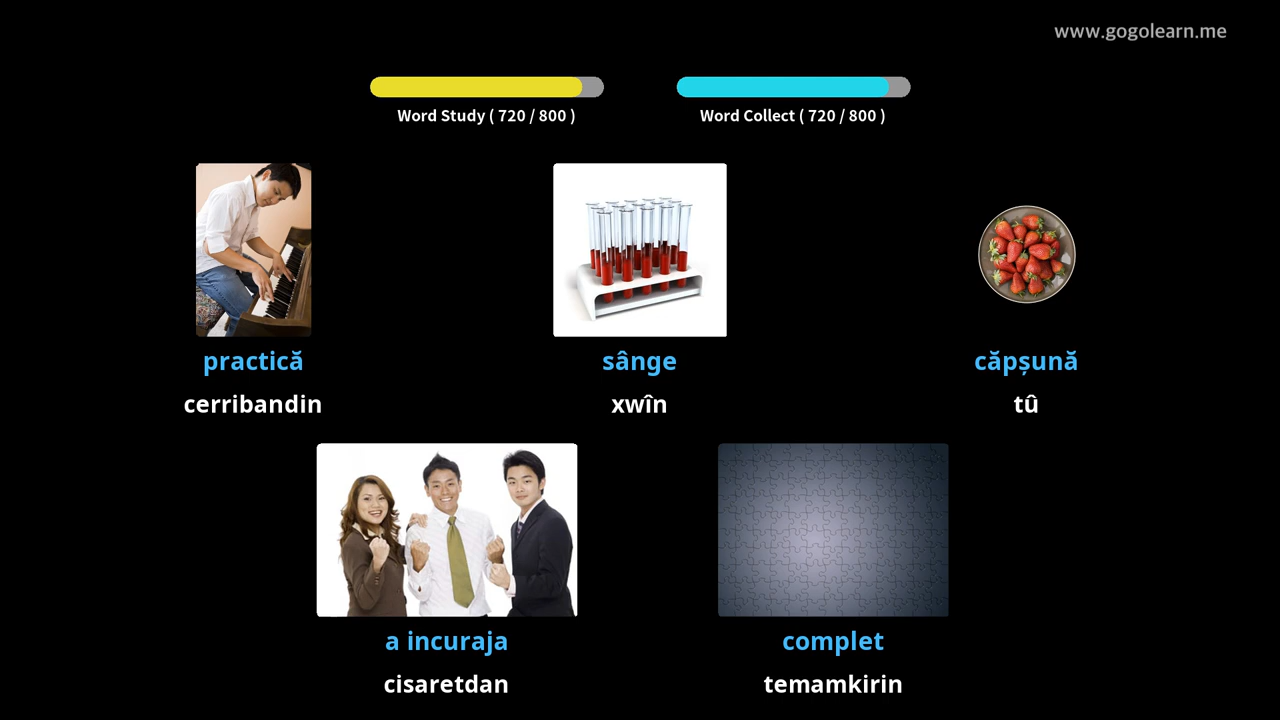 www.gogolearn.me
Word Study ( 720 / 800 )
Word Collect ( 720 / 800 )
practică
sânge
căpșună
cerribandin
xwîn
tû
a incuraja
complet
cisaretdan
temamkirin